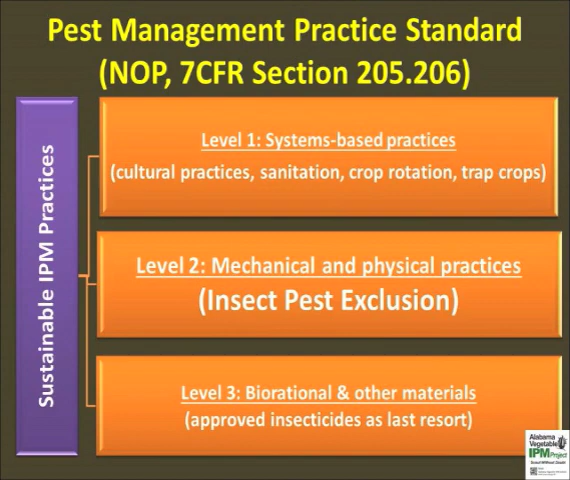 Pest Management Practice Standard
(NOP, 7CFR Section 205.206)
Sustainable IPM Practices
Level 1: Systems-based practices
(cultural practices, sanitation, crop rotation, trap crops)
Level 2: Mechanical and physical practices
(Insect Pest Exclusion)
Level 3: Biorational & other materials
(approved insecticides as last resort)
Alabama
Vegetable
IPM Project